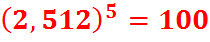 (2,512)⁵ = 100